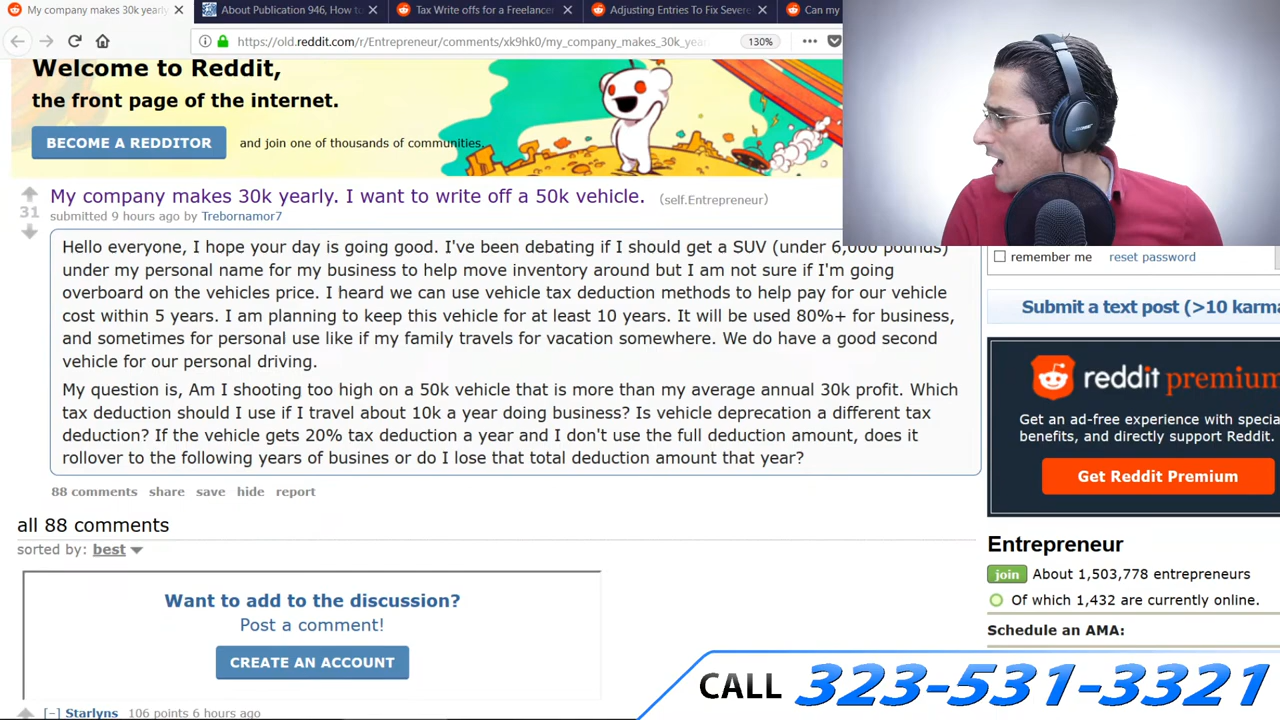 My company makes 30k yearly
About Publication 946, How to
Tax Write offs for a Freelancer
Adjusting Entries To Fix Severe
Can my
https://old.reddit.com/r/Entrepreneur/comments/xk9hk0/my_company_makes_30k_yea
130%
Welcome to Reddit,
the front page of the internet.
BECOME A REDDITOR
and join one of thousands of communities.
My company makes 30k yearly. I want to write off a 50k vehicle. (self.Entrepreneur)
31
submitted 9 hours ago by Trebornamor7
Hello everyone, I hope your day is going good. I've been debating if I should get a SUV (under 6,000 pounds)
under my personal name for my business to help move inventory around but I am not sure if I'm going
overboard on the vehicles price. I heard we can use vehicle tax deduction methods to help pay for our vehicle
cost within 5 years. I am planning to keep this vehicle for at least 10 years. It will be used 80%+ for business,
and sometimes for personal use like if my family travels for vacation somewhere. We do have a good second
vehicle for our personal driving.
My question is, Am I shooting too high on a 50k vehicle that is more than my average annual 30k profit. Which
tax deduction should I use if I travel about 10k a year doing business? Is vehicle deprecation a different tax
deduction? If the vehicle gets 20% tax deduction a year and I don't use the full deduction amount, does it
rollover to the following years of busines or do I lose that total deduction amount that year?
88 comments share save hide report
all 88 comments
sorted by: best
Want to add to the discussion?
Post a comment!
CREATE AN ACCOUNT
[−] Starlyns 106 points 6 hours ago
remember me reset password
Submit a text post (>10 karma
reddit premium
Get an ad-free experience with specia
benefits, and directly support Reddit.
Get Reddit Premium
Entrepreneur
join About 1,503,778 entrepreneurs
Of which 1,432 are currently online.
Schedule an AMA:
CALL 323-531-3321